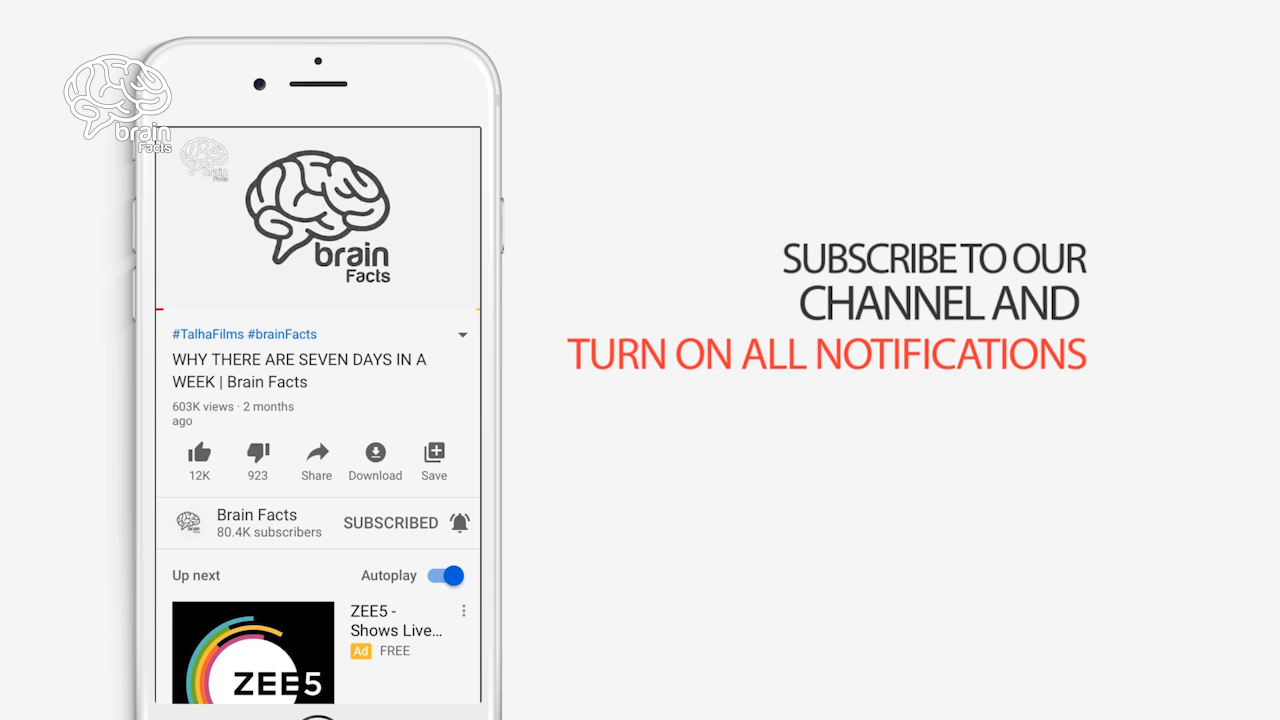 brain
Facts
brain
Facts
brain
Facts
#TalhaFilms #brainFacts
WHY THERE ARE SEVEN DAYS IN A
WEEK | Brain Facts
603K views · 2 months
ago
12K
923
Share
Download
Save
Brain Facts
80.4K subscribers
SUBSCRIBED
Up next
Autoplay
ZEE5 -
Shows Live...
Ad FREE
ZEE5
SUBSCRIBE TO OUR
CHANNEL AND
TURN ON ALL NOTIFICATIONS